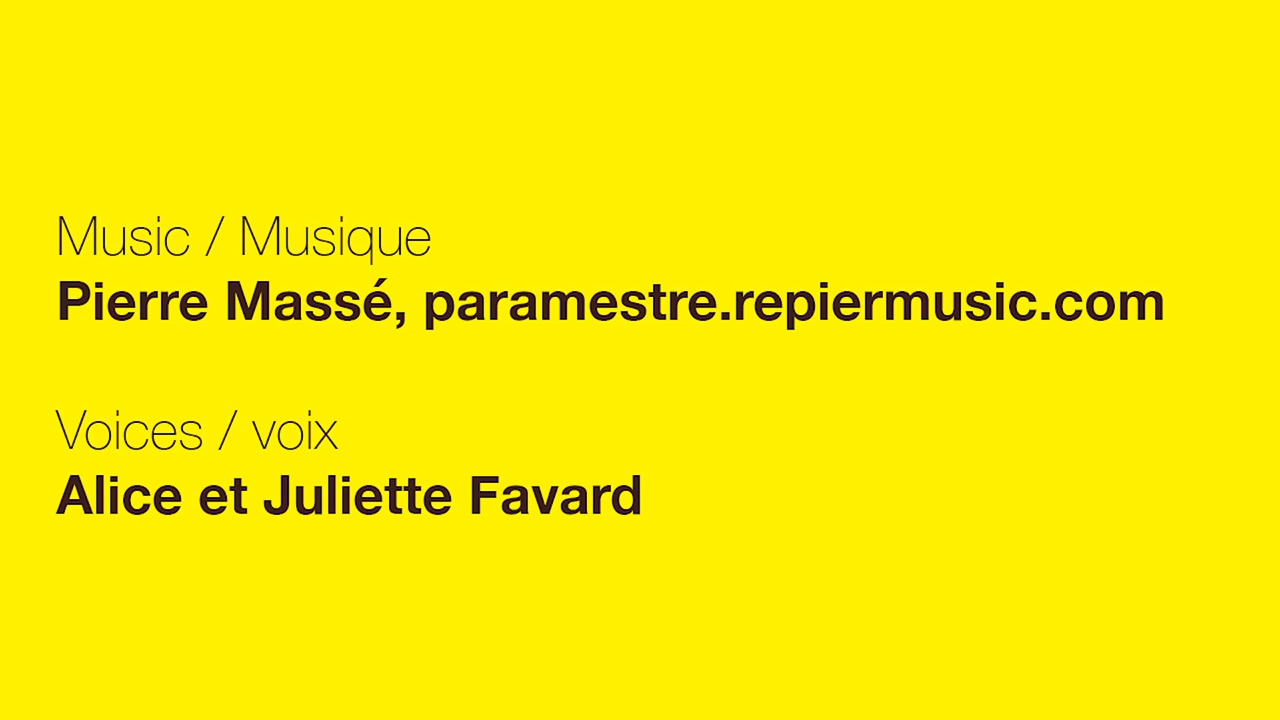 Music / Musique
Pierre Massé, paramestre.repiermusic.com
Voices / voix
Alice et Juliette Favard